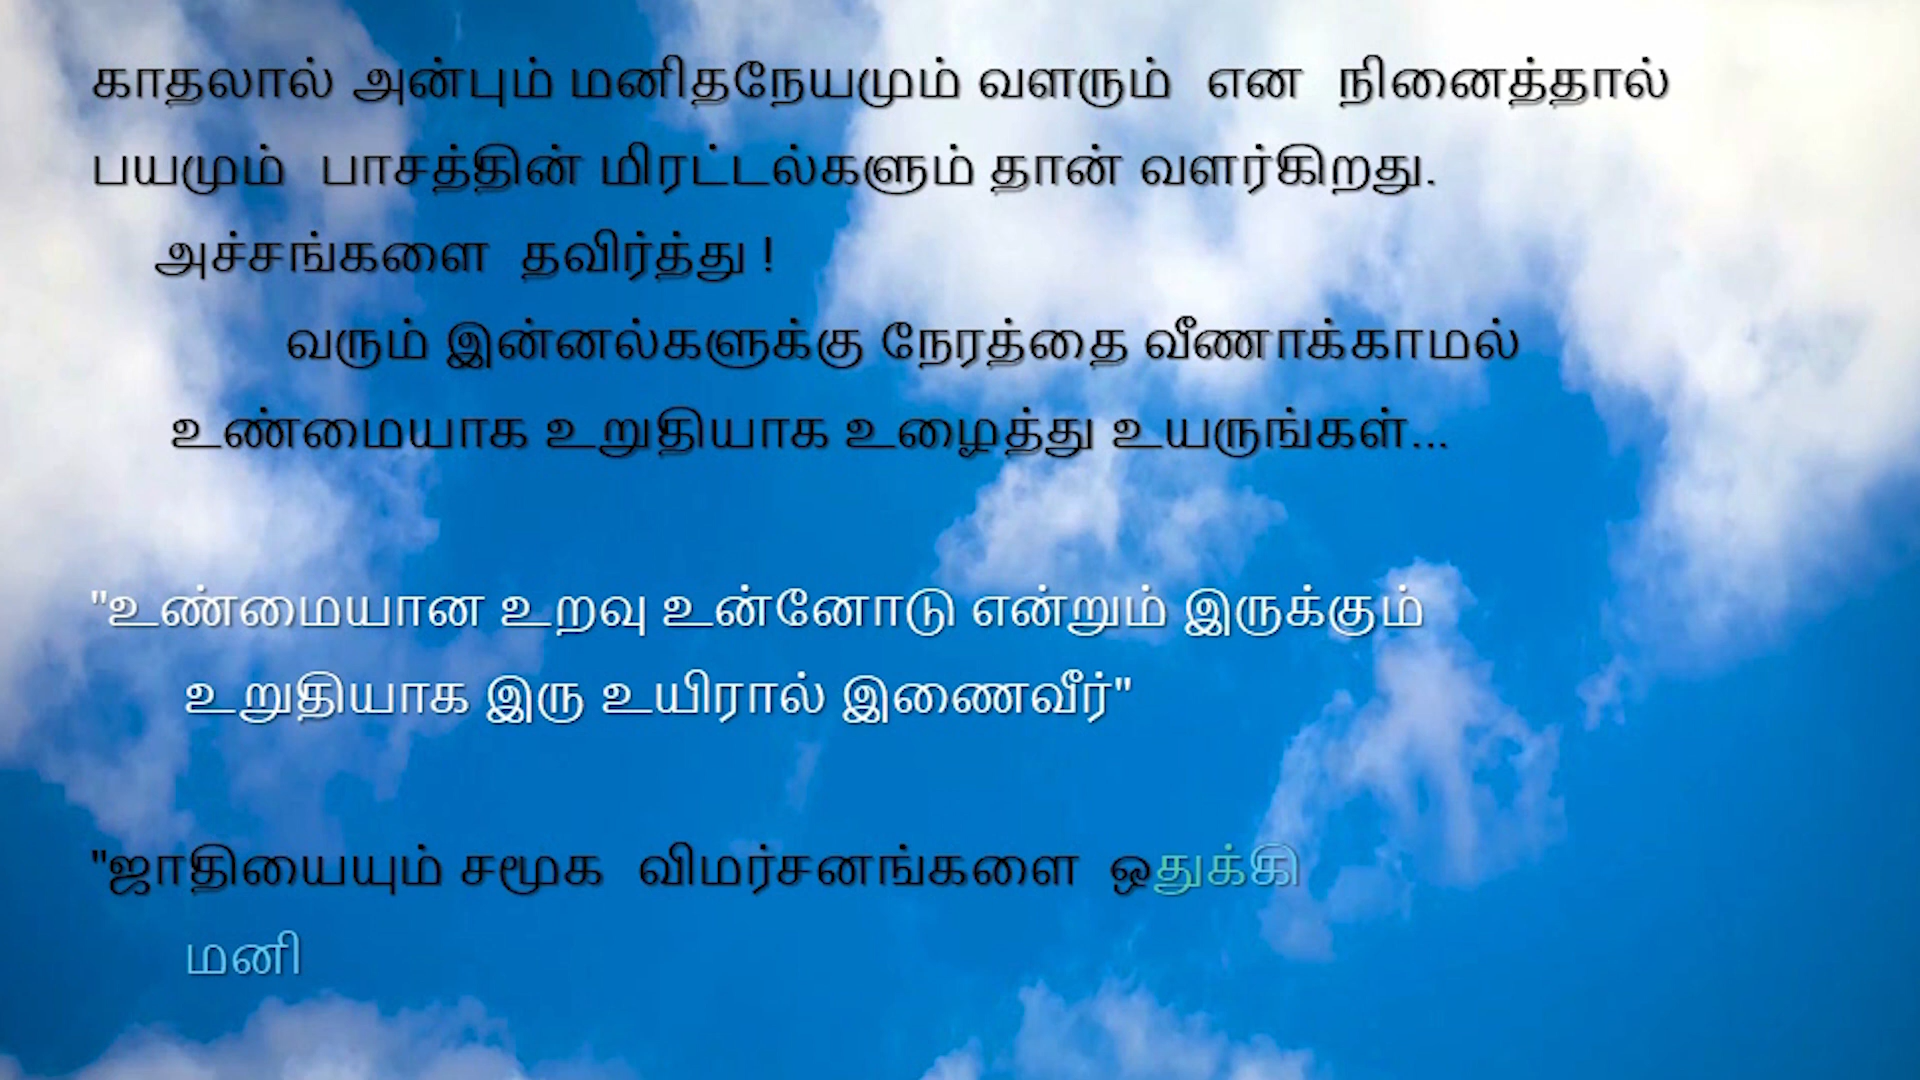 காதலால் அன்பும் மனிதநேயமும் வளரும் என நினைத்தால்
பயமும் பாசத்தின் மிரட்டல்களும் தான் வளர்கிறது.
அச்சங்களை தவிர்த்து !
வரும் இன்னல்களுக்கு நேரத்தை வீணாக்காமல்
உண்மையாக உறுதியாக உழைத்து உயருங்கள்...
"உண்மையான உறவு உன்னோடு என்றும் இருக்கும்
உறுதியாக இரு உயிரால் இணைவீர்"
"ஜாதியையும் சமூக விமர்சனங்களை ஒதுக்கி
மனி